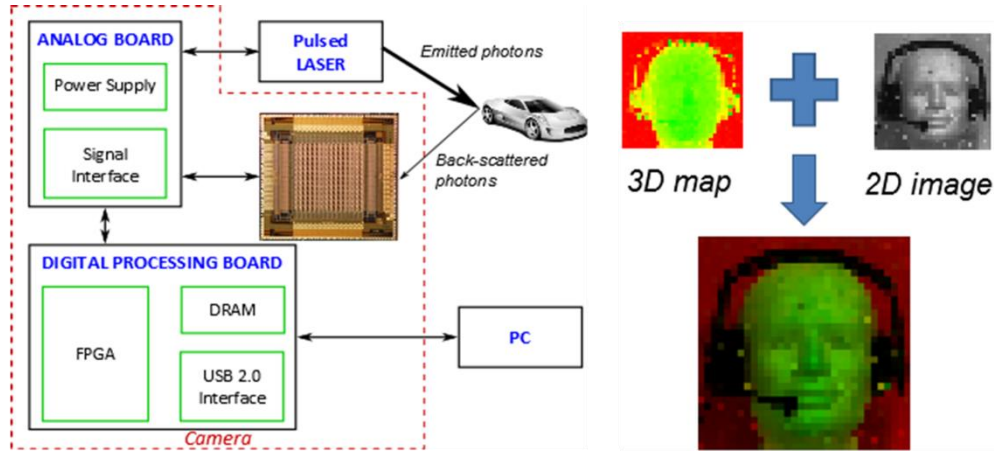 ANALOG BOARD
Power Supply
Signal
Interface
Pulsed
LASER
Emitted photons
Back-scattered
photons
DIGITAL PROCESSING BOARD
FPGA
DRAM
USB 2.0
Interface
Camera
PC
3D map
2D image